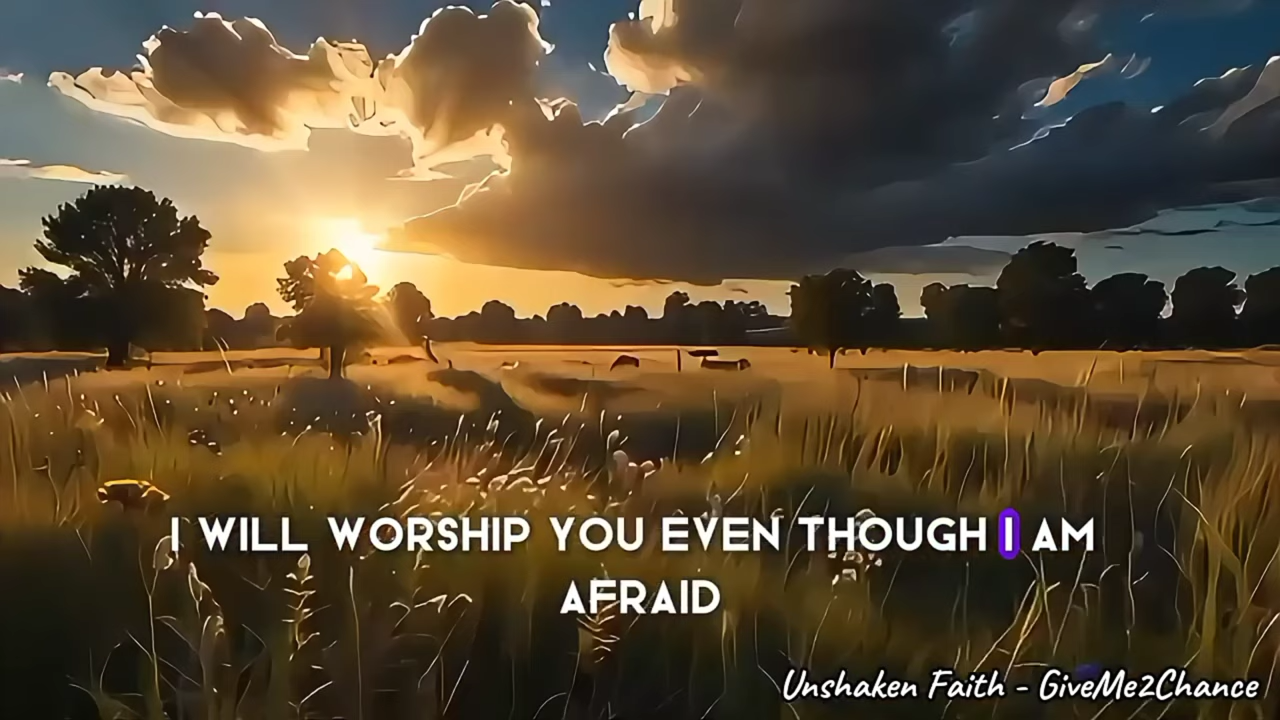 I WILL WORSHIP YOU EVEN THOUGH I AM
AFRAID
Unshaken Faith - GiveMe2Chance